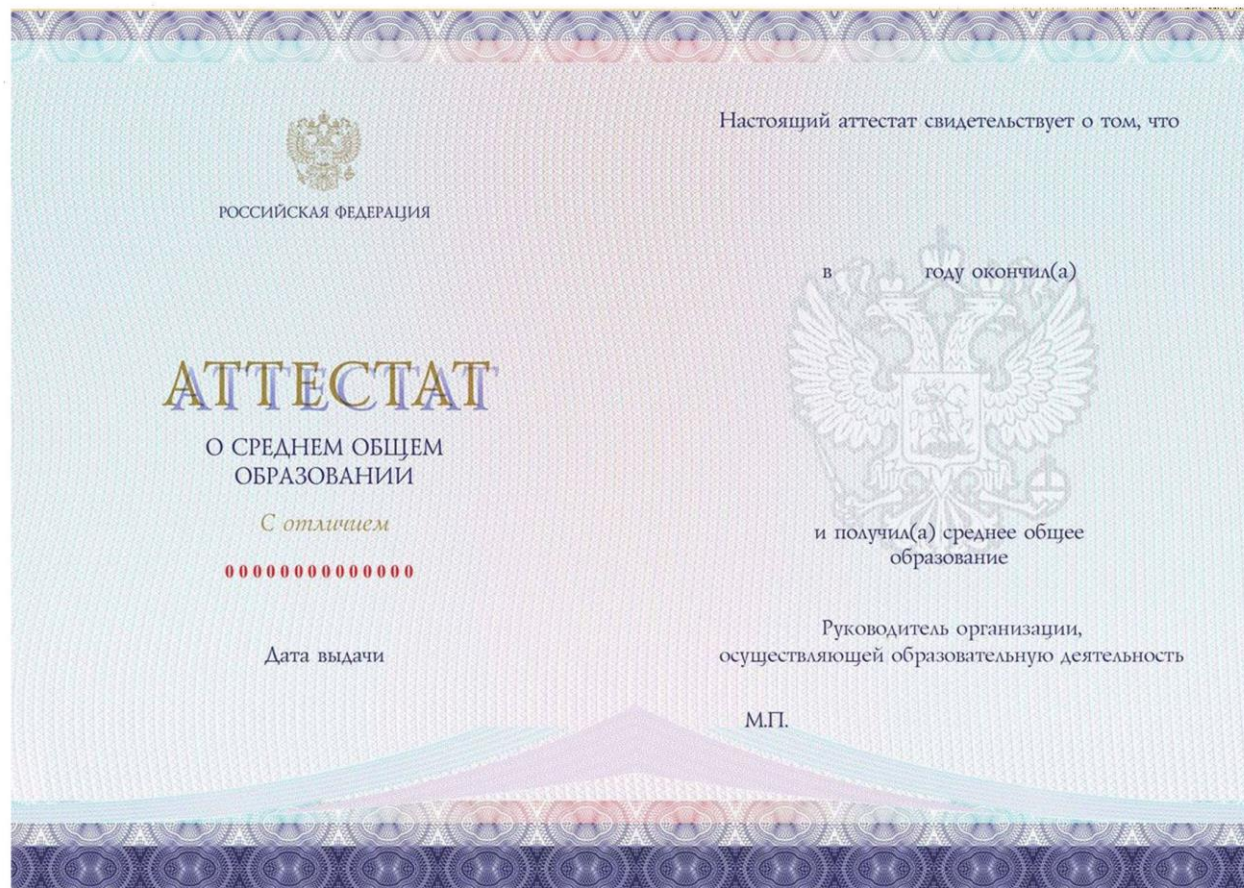 РОССИЙСКАЯ ФЕДЕРАЦИЯ
АТТЕСТАТ
О СРЕДНЕМ ОБЩЕМ
ОБРАЗОВАНИИ
С отличием
00000000000000
Дата выдачи
Настоящий аттестат свидетельствует о том, что
в году окончил(а)
и получил(а) среднее общее
образование
Руководитель организации,
осуществляющей образовательную деятельность
М.П.